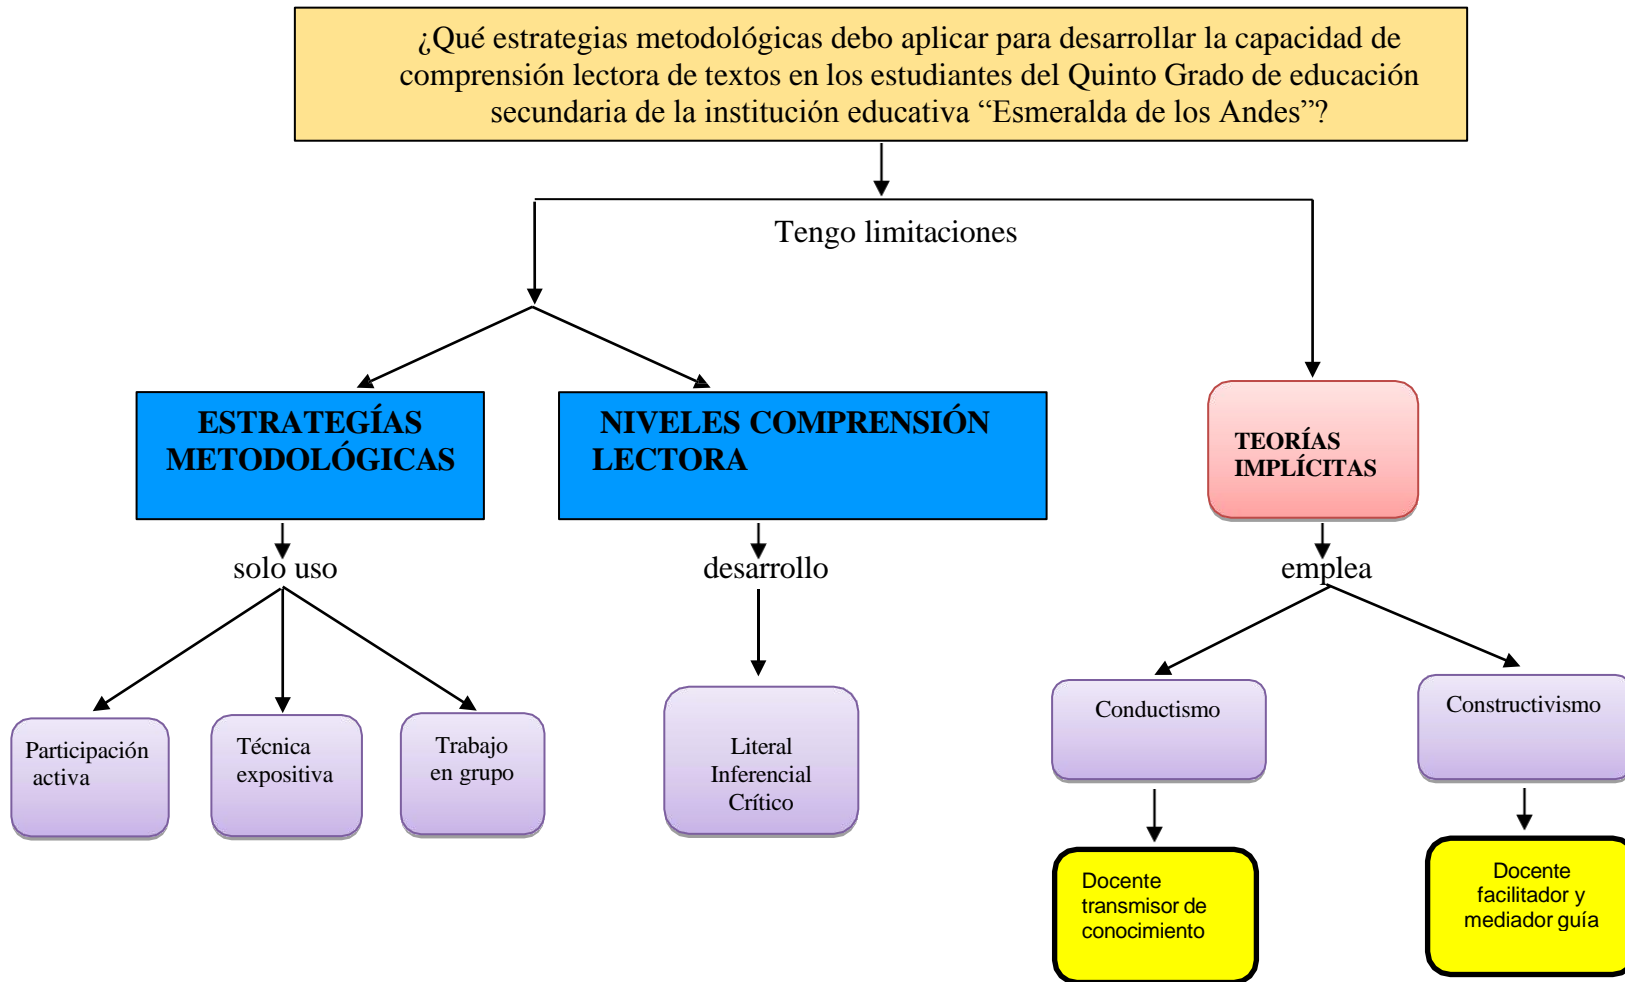 ¿Qué estrategias metodológicas debo aplicar para desarrollar la capacidad de
comprensión lectora de textos en los estudiantes del Quinto Grado de educación
secundaria de la institución educativa “Esmeralda de los Andes”?
Tengo limitaciones
ESTRATEGÍAS
METODOLÓGICAS
NIVELES COMPRENSIÓN
LECTORA
TEORÍAS
IMPLÍCITAS
solo uso
desarrollo
emplea
Participación
activa
Técnica
expositiva
Trabajo
en grupo
Literal
Inferencial
Crítico
Conductismo
Constructivismo
Docente
transmisor de
conocimiento
Docente
facilitador y
mediador guía